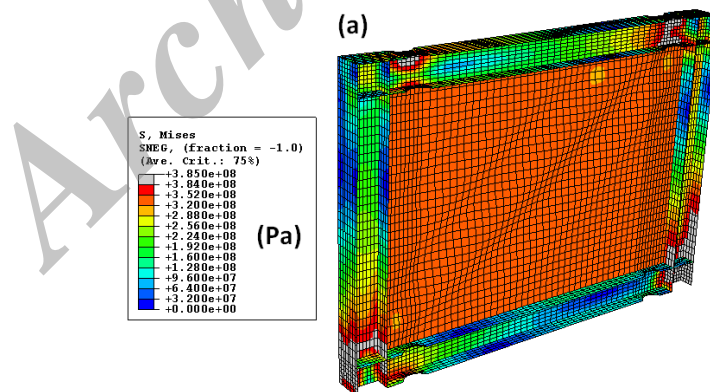 (a)
Arch
S, Mises
SNEG, (fraction = -1.0)
(Ave. Crit.: 75%)
+3.850e+08
+3.840e+08
+3.520e+08
+3.200e+08
+2.880e+08
+2.560e+08
+2.240e+08
+1.920e+08
+1.600e+08
+1.280e+08
+9.600e+07
+6.400e+07
+3.200e+07
+0.000e+00
(Pa)